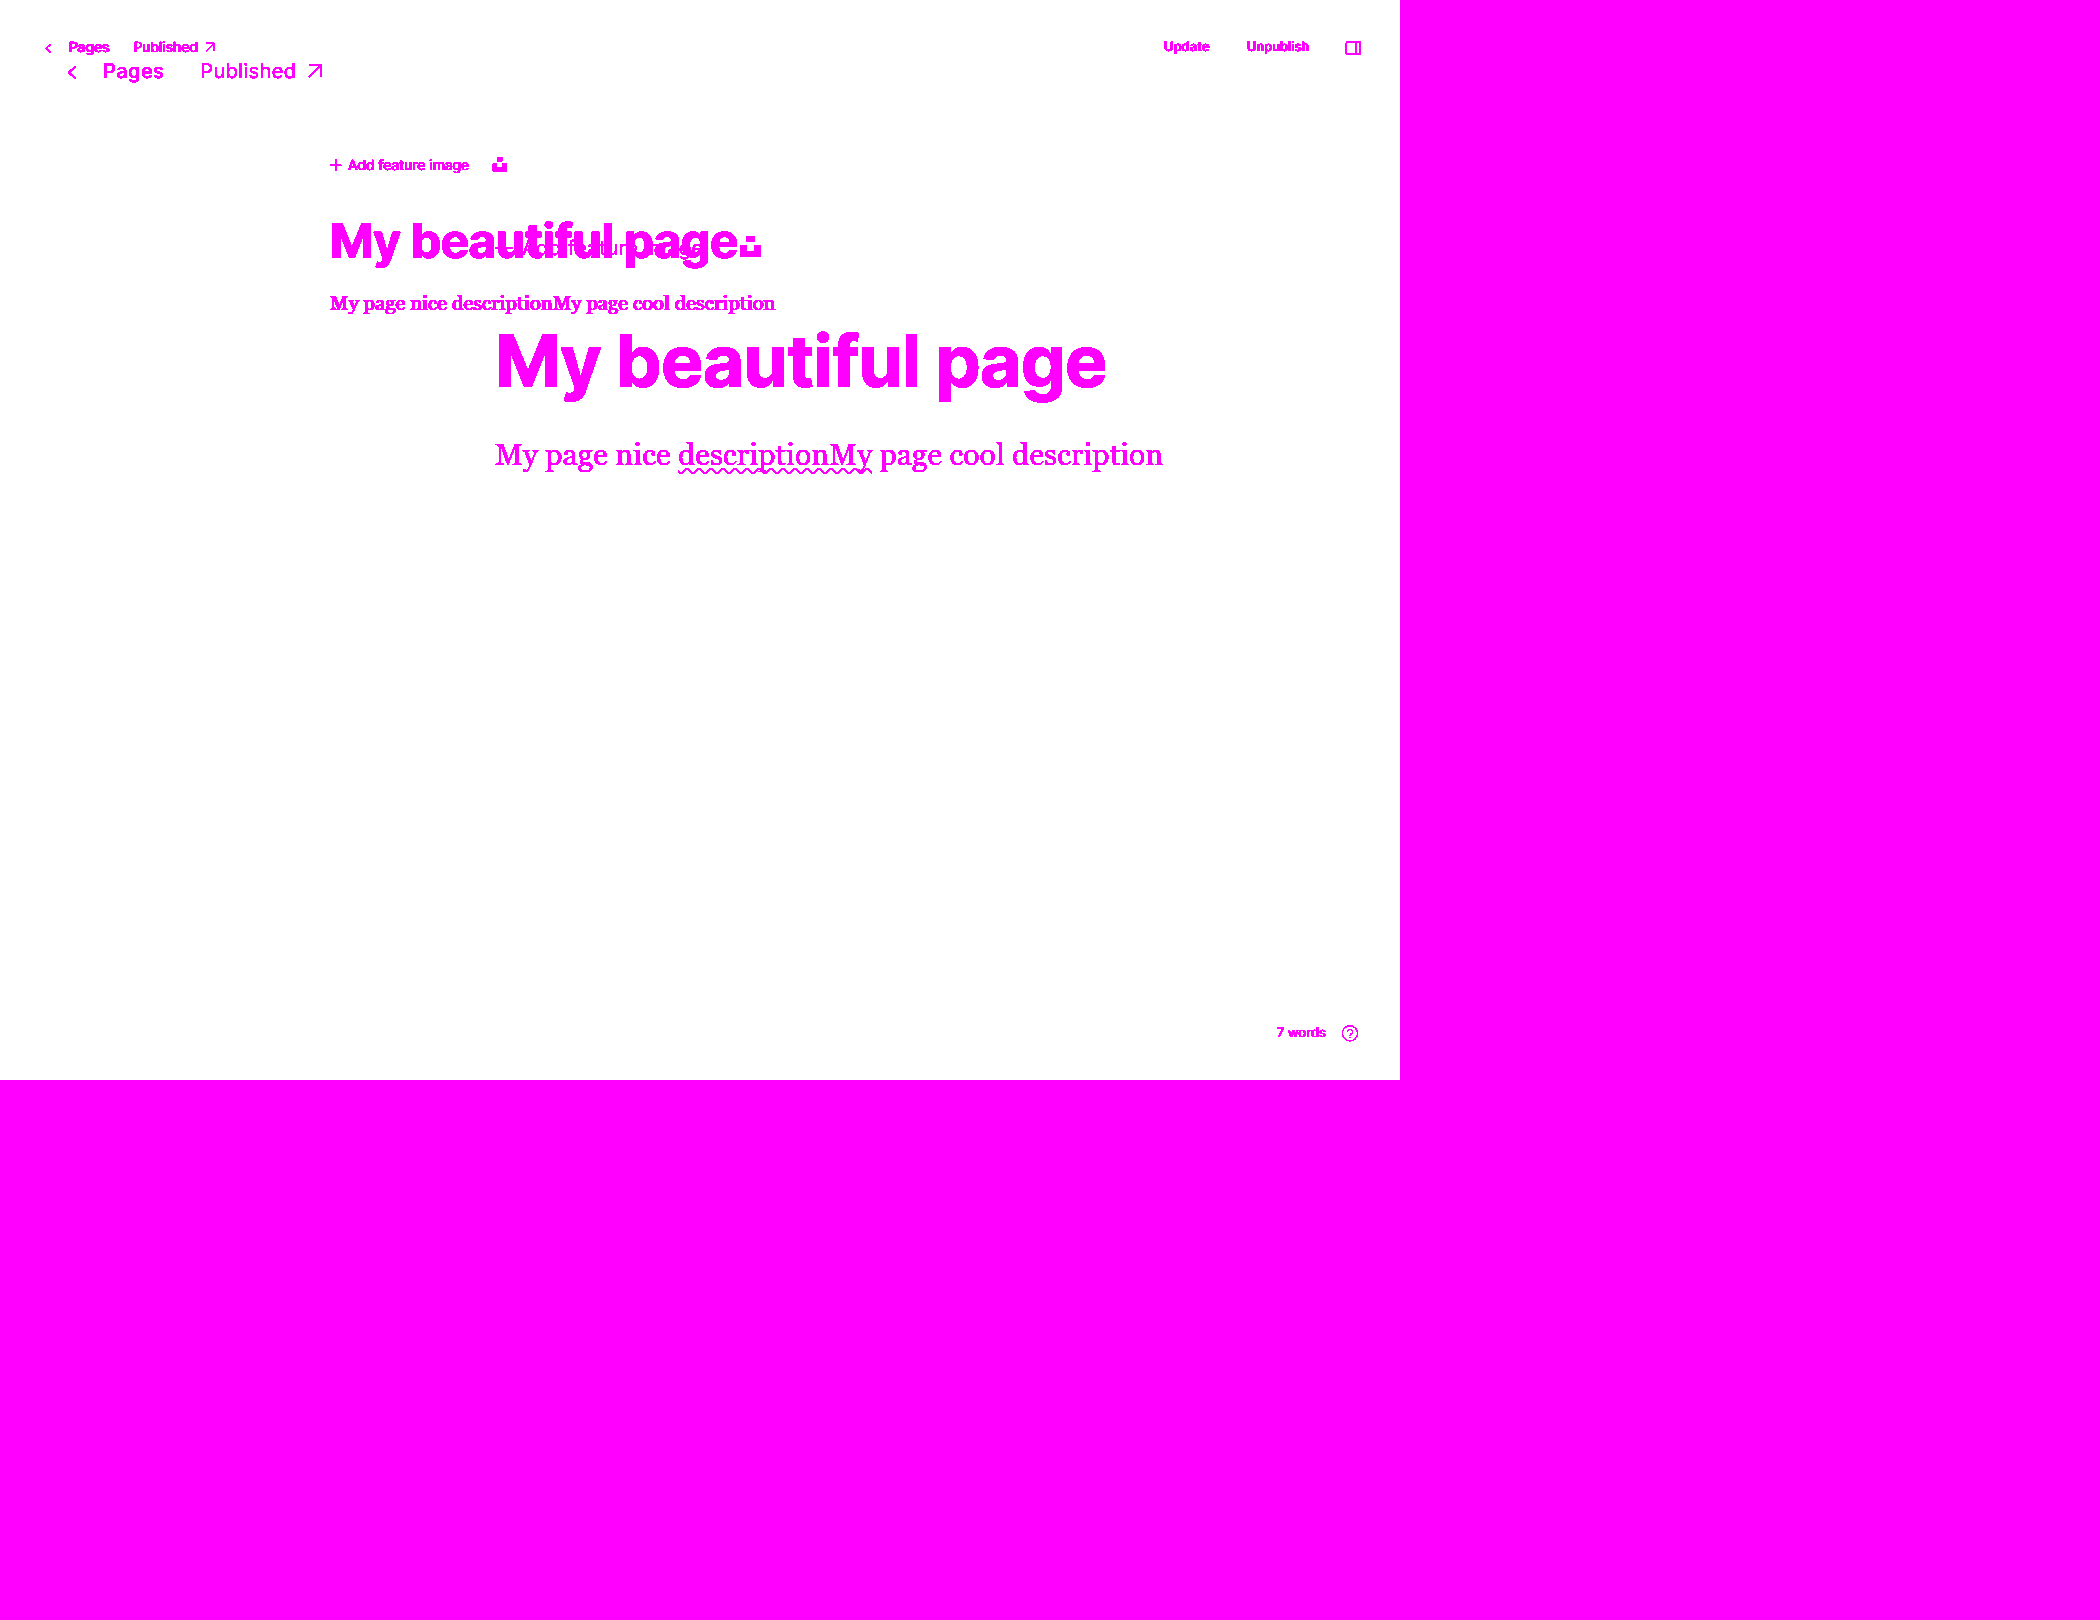 Pages Published Update Unpublish
Pages Published
Add feature image
My beautiful page
Add feature image
My page nice descriptionMy page cool description
My beautiful page
My page nice descriptionMy page cool description
7 words